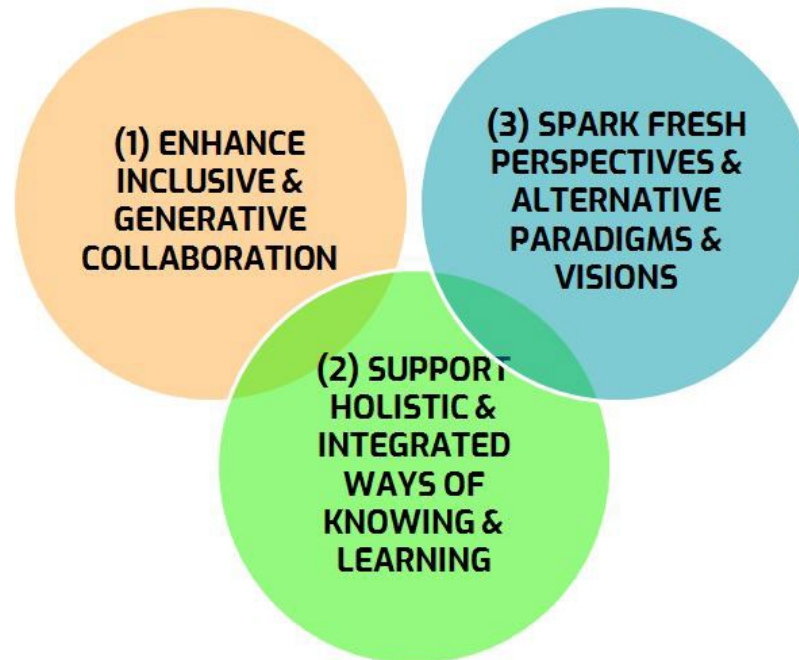 (1) ENHANCE
INCLUSIVE &
GENERATIVE
COLLABORATION
(2) SUPPORT
HOLISTIC &
INTEGRATED
WAYS OF
KNOWING &
LEARNING
(3) SPARK FRESH
PERSPECTIVES &
ALTERNATIVE
PARADIGMS &
VISIONS